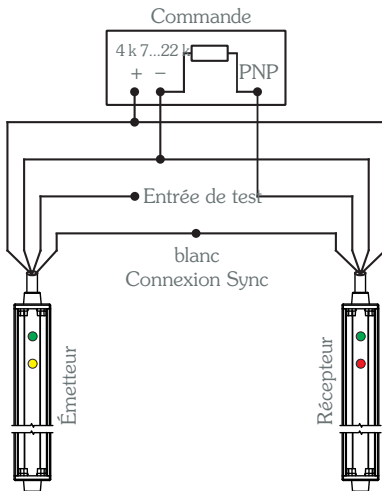 Commande
4 k 7...22 k
+ − PNP
Entrée de test
blanc
Connexion Sync
Émetteur
Récepteur